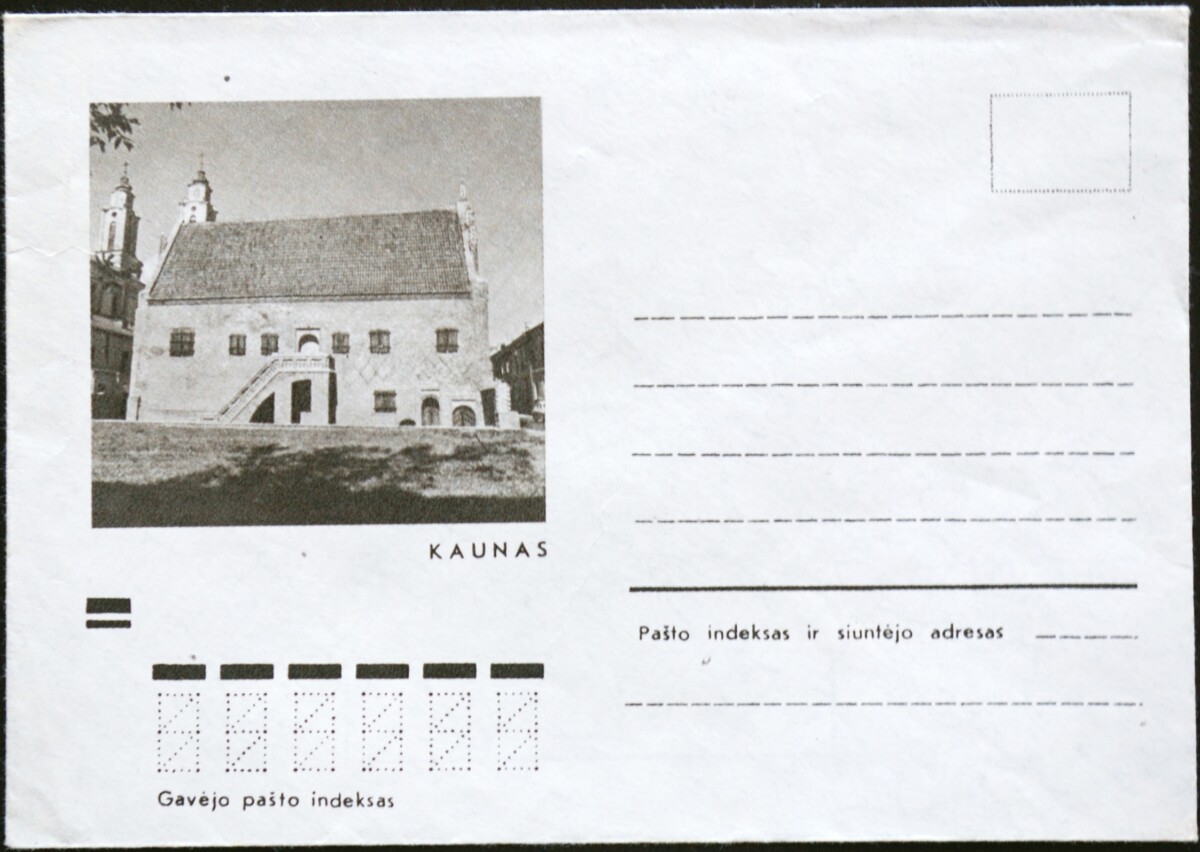 KAUNAS
Pašto indeksas ir siuntėjo adresas
Gavėjo pašto indeksas